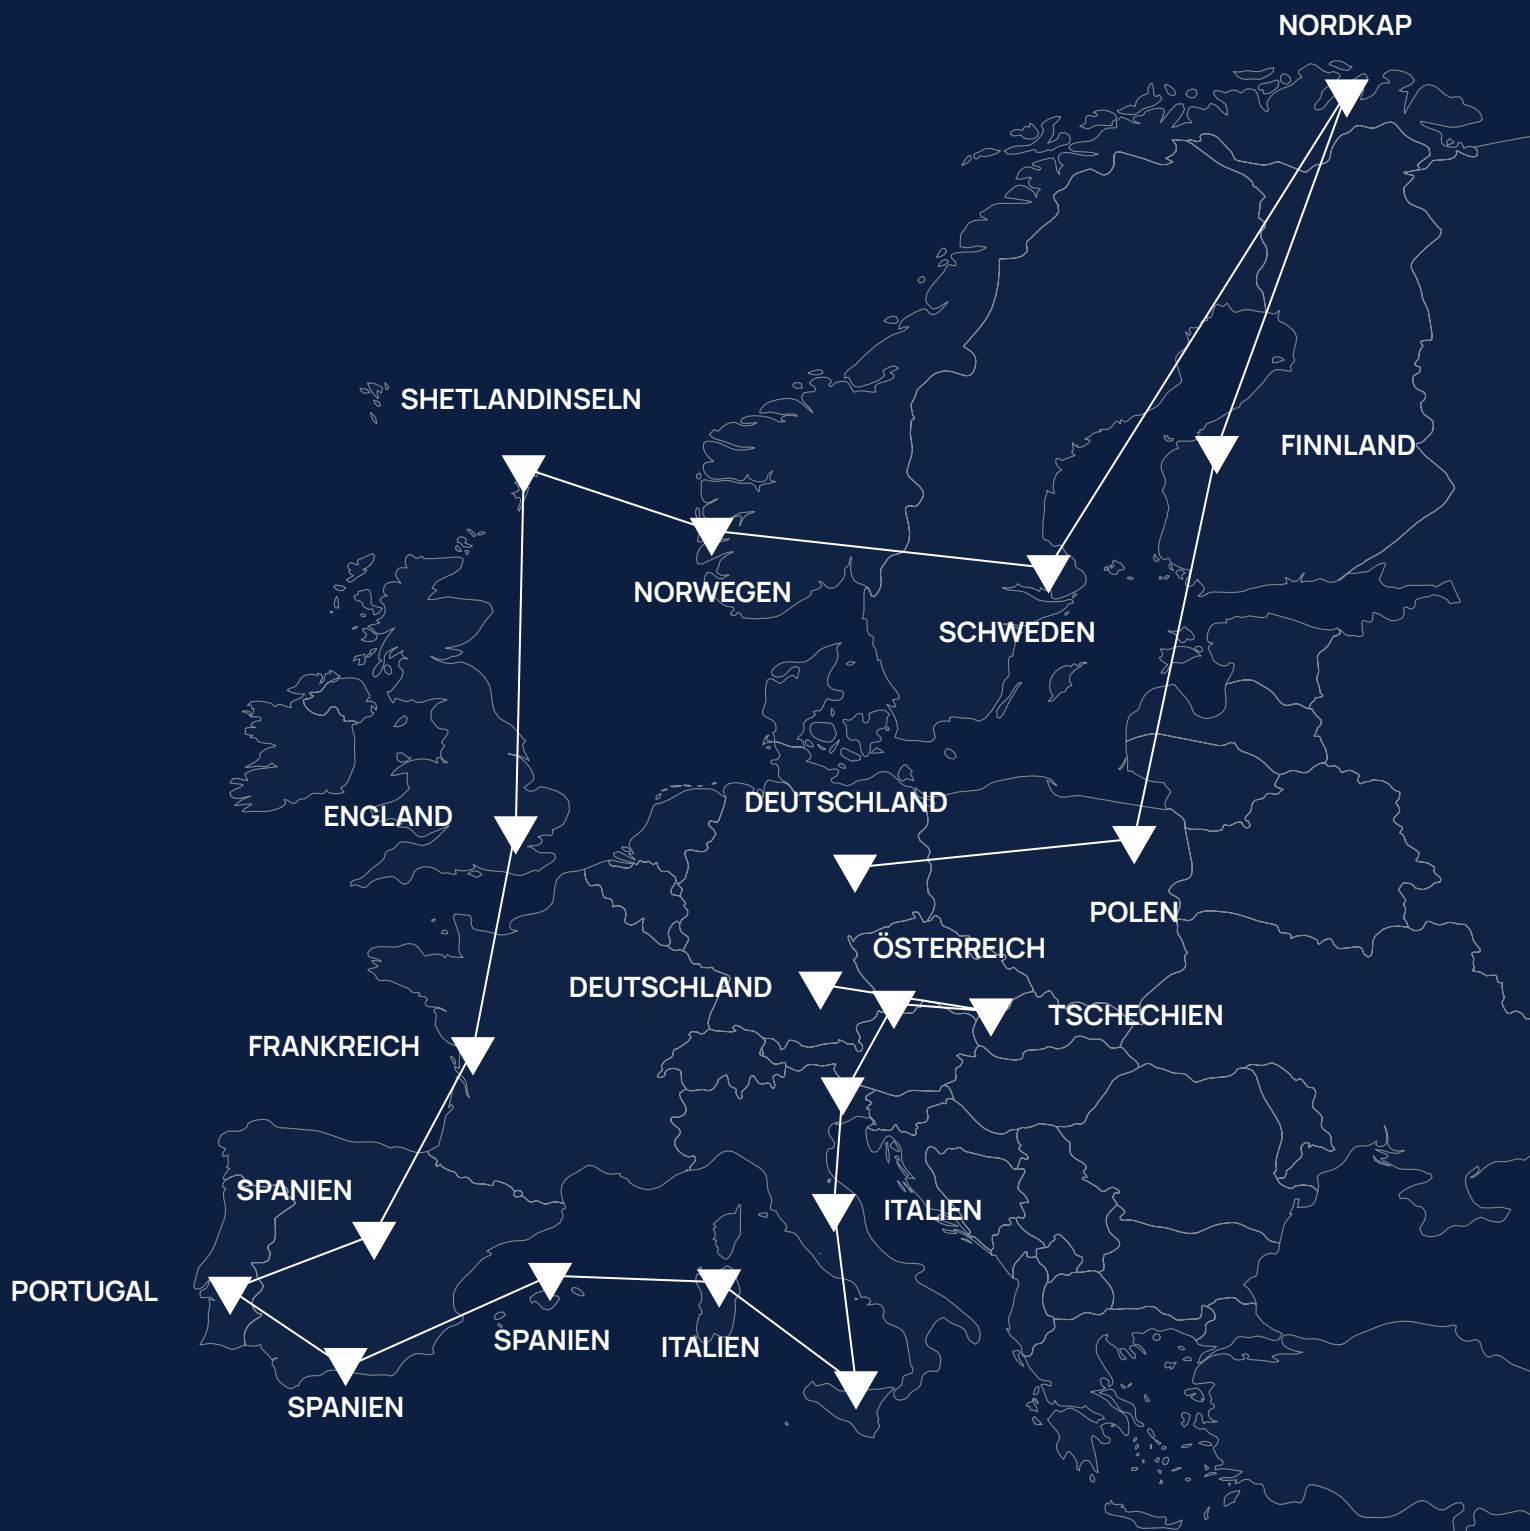 NORDKAP
SHETLANDINSELN
FINNLAND
NORWEGEN
SCHWEDEN
DEUTSCHLAND
ENGLAND
POLEN
ÖSTERREICH
DEUTSCHLAND
TSCHECHIEN
FRANKREICH
SPANIEN
ITALIEN
PORTUGAL
SPANIEN
ITALIEN
SPANIEN